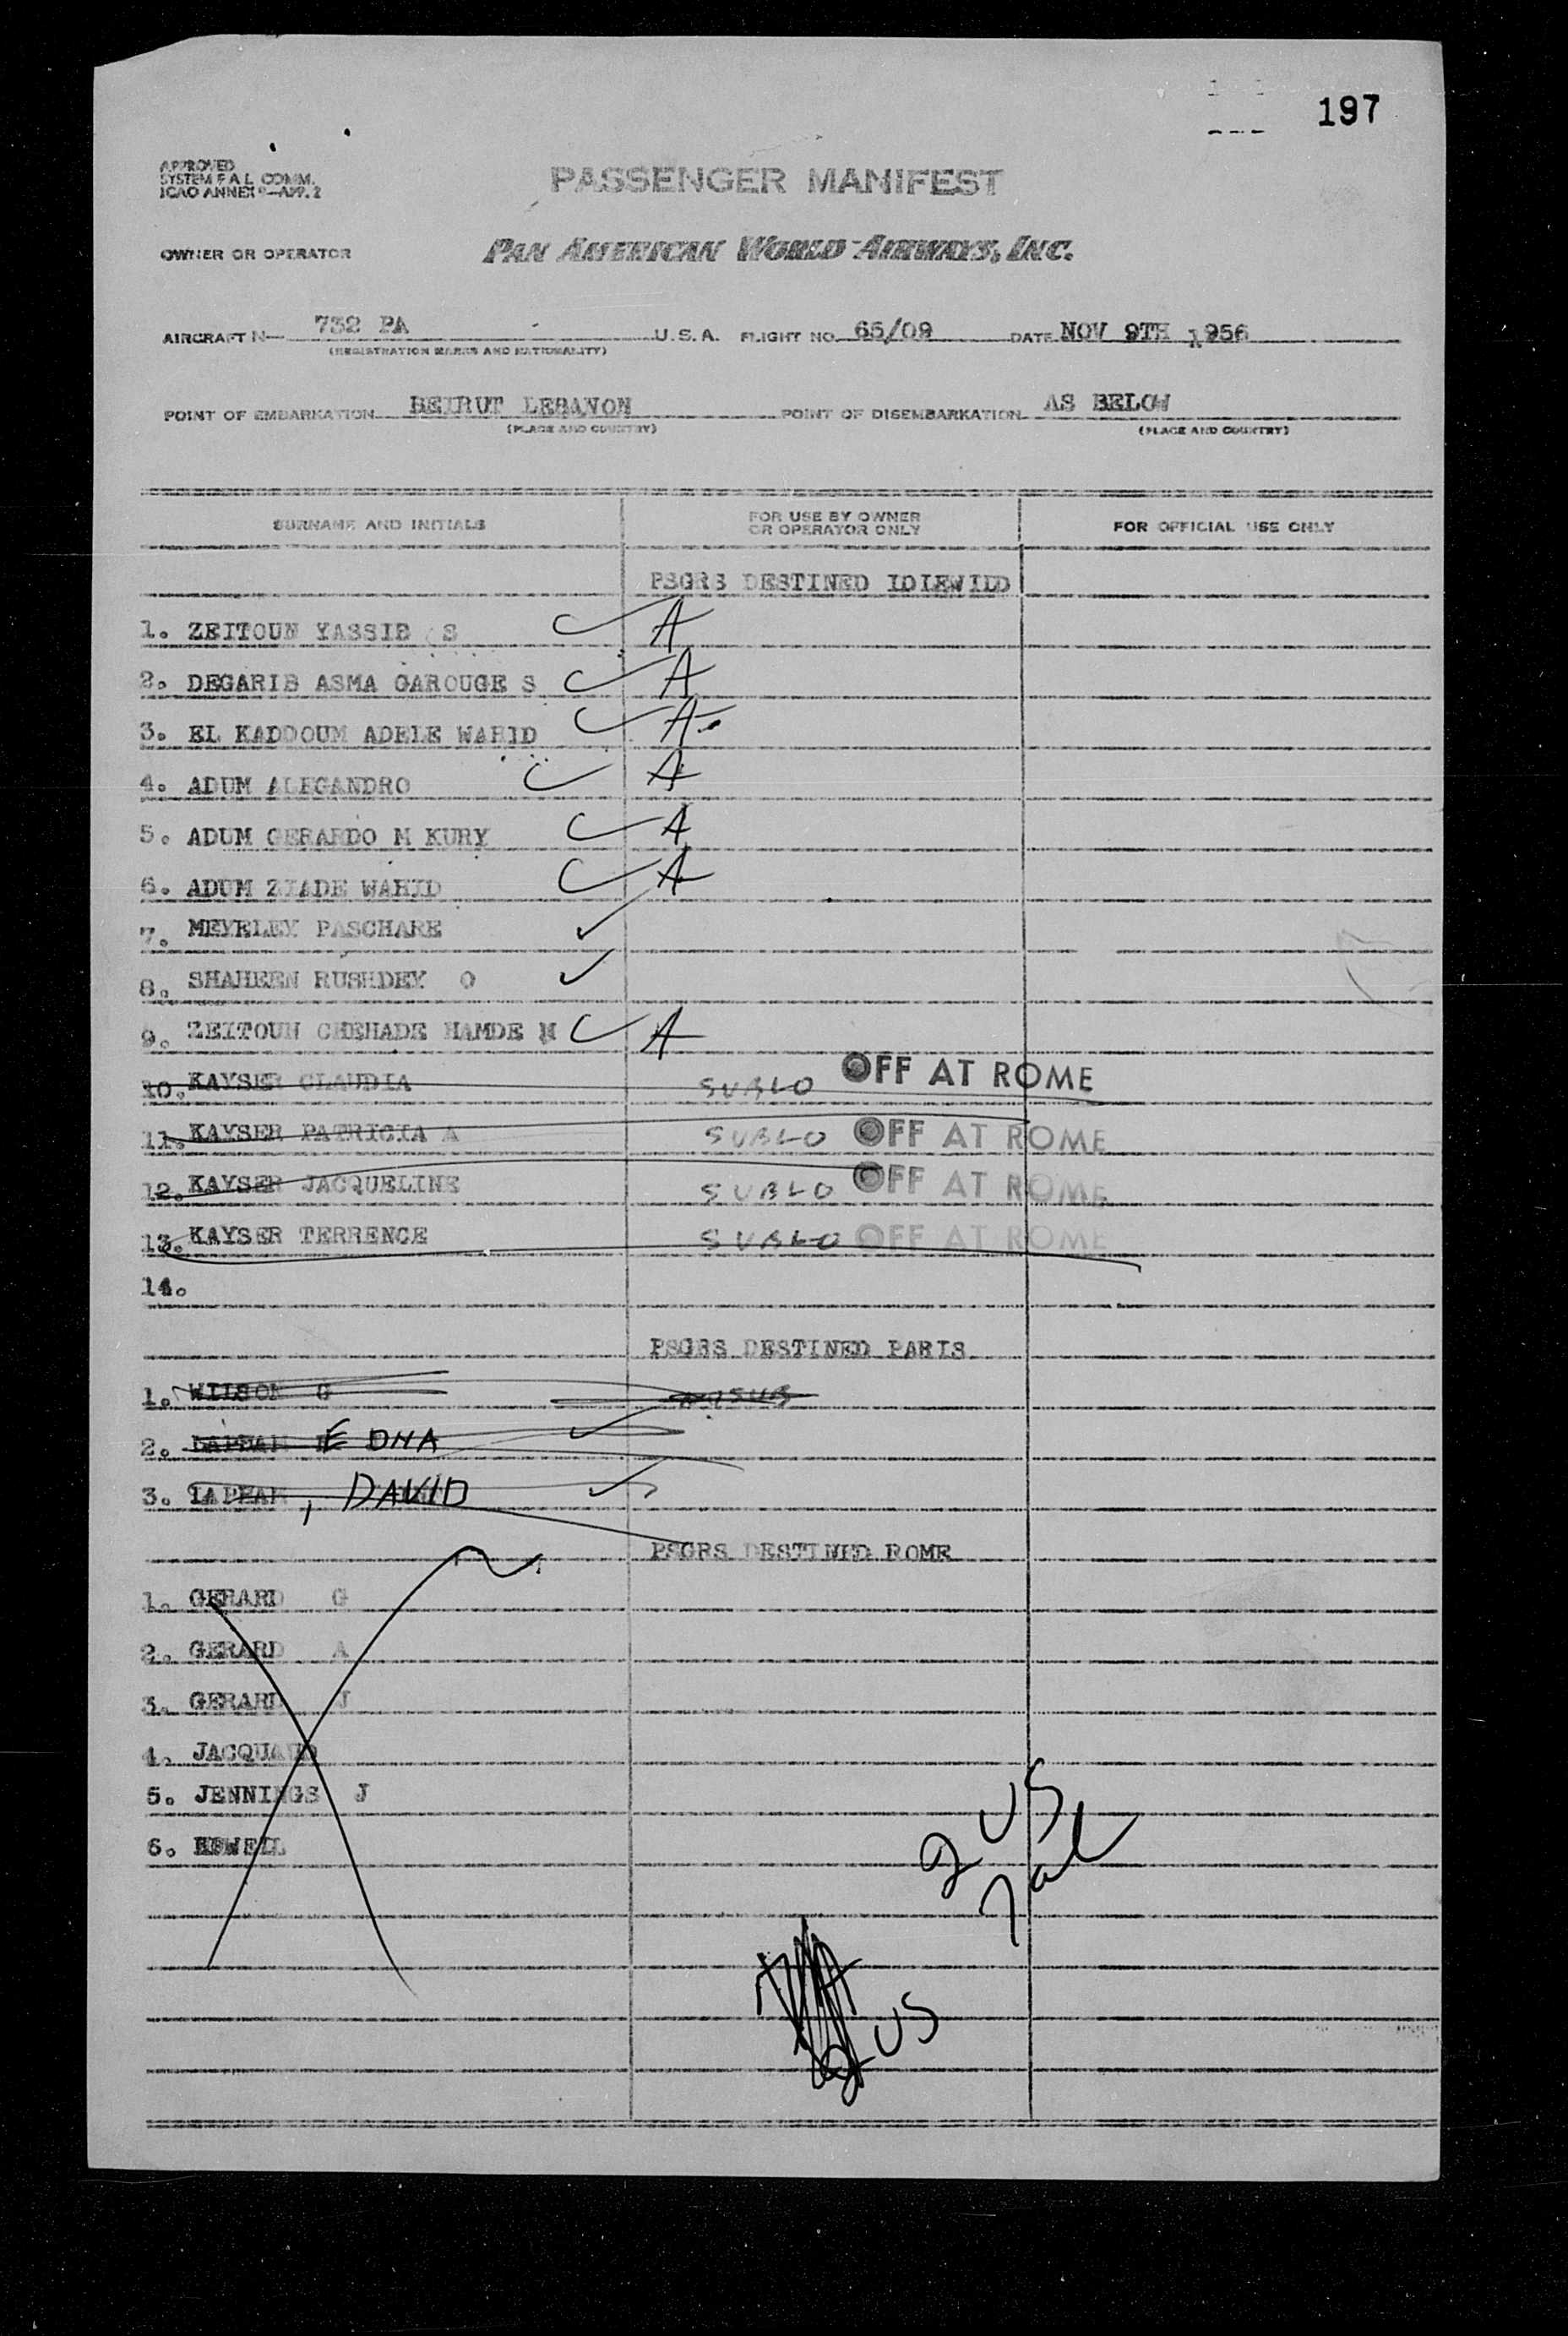 197
APPROVED
SYSTEM F.A.L. COMM.
ICAO ANNEX 9—APP. 2
PASSENGER MANIFEST
OWNER OR OPERATOR PAN AMERICAN WORLD AIRWAYS, INC.
AIRCRAFT N— 732 PA U.S.A. FLIGHT NO. 65/09 DATE NOV 9TH 1956
(REGISTRATION MARKS AND NATIONALITY)
POINT OF EMBARKATION BEIRUT LEBANON POINT OF DISEMBARKATION AS BELOW
(PLACE AND COUNTRY) (PLACE AND COUNTRY)
SURNAME AND INITIALS FOR USE BY OWNER OR OPERATOR ONLY FOR OFFICIAL USE ONLY
PSGRS DESTINED IDLEWILD
1. ZEITOUN YASSIB S A
2. DEGARIB ASMA GAROUGE S A
3. EL KADDOUM ADELE WAHID A
4. ADUM ALEGANDRO A
5. ADUM GERARDO M KURY A
6. ADUM ZIADE WAHID A
7. MEYRLEY PASCHARE
8. SHAHEEN RUSHDEY O
9. ZEITOUN CHEHADE HAMDE M A
10. KAYSER CLAUDIA SUBLO OFF AT ROME
11. KAYSER PATRICIA A SUBLO OFF AT ROME
12. KAYSER JACQUELINE SUBLO OFF AT ROME
13. KAYSER TERRENCE SUBLO OFF AT ROME
14.
PSGRS DESTINED PARIS
1. WILSON G
2. LAPHAM EDNA
3. LAPHAM, DAVID
PSGRS DESTINED ROME
1. GERARD G
2. GERARD A
3. GERARD J
4. JACQUAUD
5. JENNINGS J
6.
2 US
US